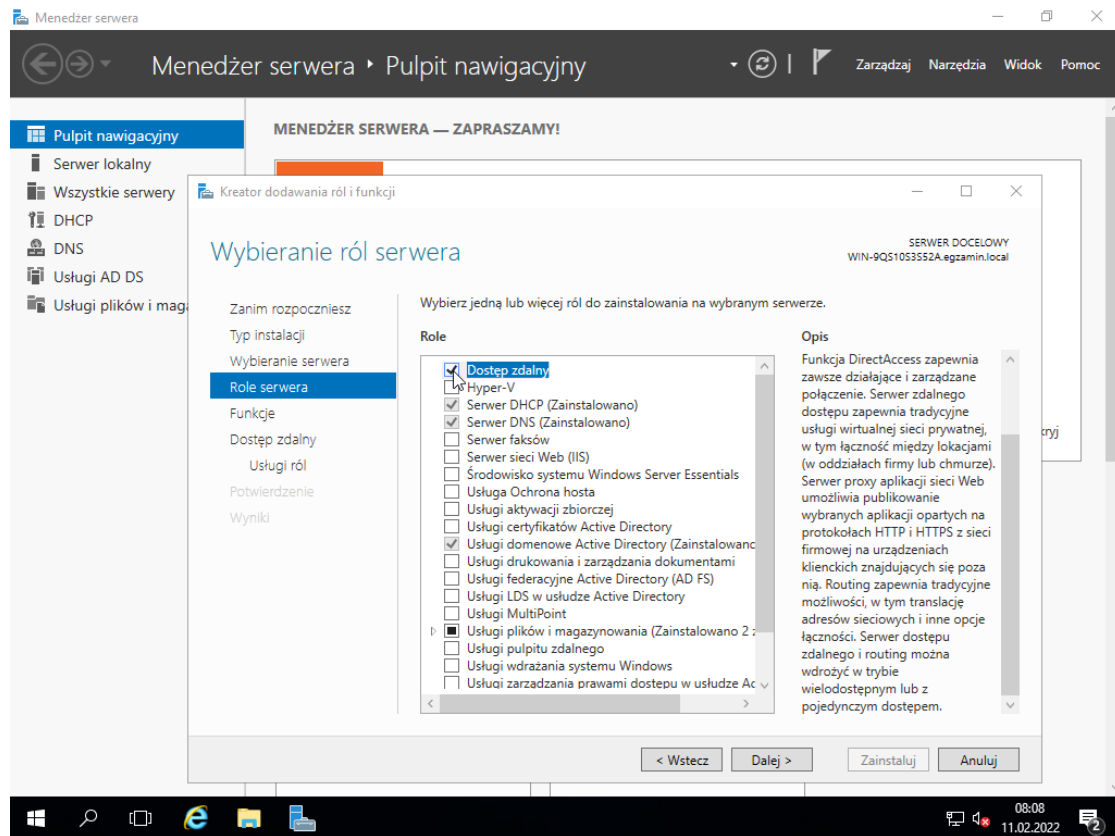 Menedżer serwera
Menedżer serwera ‣ Pulpit nawigacyjny
Zarządzaj Narzędzia Widok Pomoc
Pulpit nawigacyjny
Serwer lokalny
Wszystkie serwery
DHCP
DNS
Usługi AD DS
Usługi plików i maga
MENEDŻER SERWERA — ZAPRASZAMY!
kryj
Kreator dodawania ról i funkcji
Wybieranie ról serwera
SERWER DOCELOWY
WIN-9QS10S3S52A.egzamin.local
Zanim rozpoczniesz
Typ instalacji
Wybieranie serwera
Role serwera
Funkcje
Dostęp zdalny
Usługi ról
Potwierdzenie
Wyniki
Wybierz jedną lub więcej ról do zainstalowania na wybranym serwerze.
Role
Dostęp zdalny
Hyper-V
Serwer DHCP (Zainstalowano)
Serwer DNS (Zainstalowano)
Serwer faksów
Serwer sieci Web (IIS)
Środowisko systemu Windows Server Essentials
Usługa Ochrona hosta
Usługi aktywacji zbiorczej
Usługi certyfikatów Active Directory
Usługi domenowe Active Directory (Zainstalowanc
Usługi drukowania i zarządzania dokumentami
Usługi federacyjne Active Directory (AD FS)
Usługi LDS w usłudze Active Directory
Usługi MultiPoint
Usługi plików i magazynowania (Zainstalowano 2 z
Usługi pulpitu zdalnego
Usługi wdrażania systemu Windows
Usługi zarządzania prawami dostępu w usłudze Ac
Opis
Funkcja DirectAccess zapewnia
zawsze działające i zarządzane
połączenie. Serwer zdalnego
dostępu zapewnia tradycyjne
usługi wirtualnej sieci prywatnej,
w tym łączność między lokacjami
(w oddziałach firmy lub chmurze).
Serwer proxy aplikacji sieci Web
umożliwia publikowanie
wybranych aplikacji opartych na
protokołach HTTP i HTTPS z sieci
firmowej na urządzeniach
klienckich znajdujących się poza
nią. Routing zapewnia tradycyjne
możliwości, w tym translację
adresów sieciowych i inne opcje
łączności. Serwer dostępu
zdalnego i routing można
wdrożyć w trybie
wielodostępnym lub z
pojedynczym dostępem.
< Wstecz Dalej > Zainstaluj Anuluj
08:08
11.02.2022
2